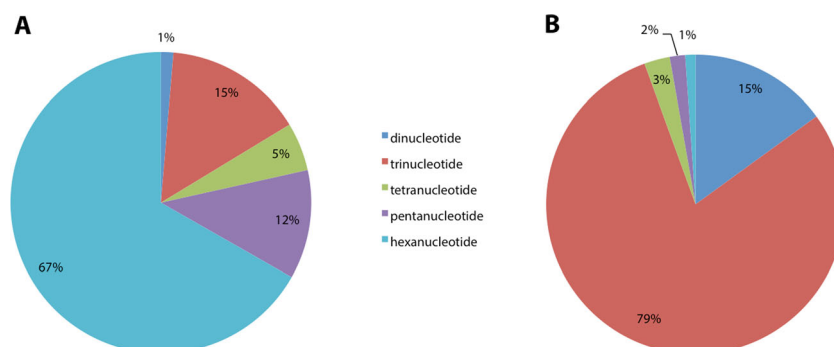 A
1%
15%
5%
12%
67%
dinucleotide
trinucleotide
tetranucleotide
pentanucleotide
hexanucleotide
B
2%
1%
3%
15%
79%